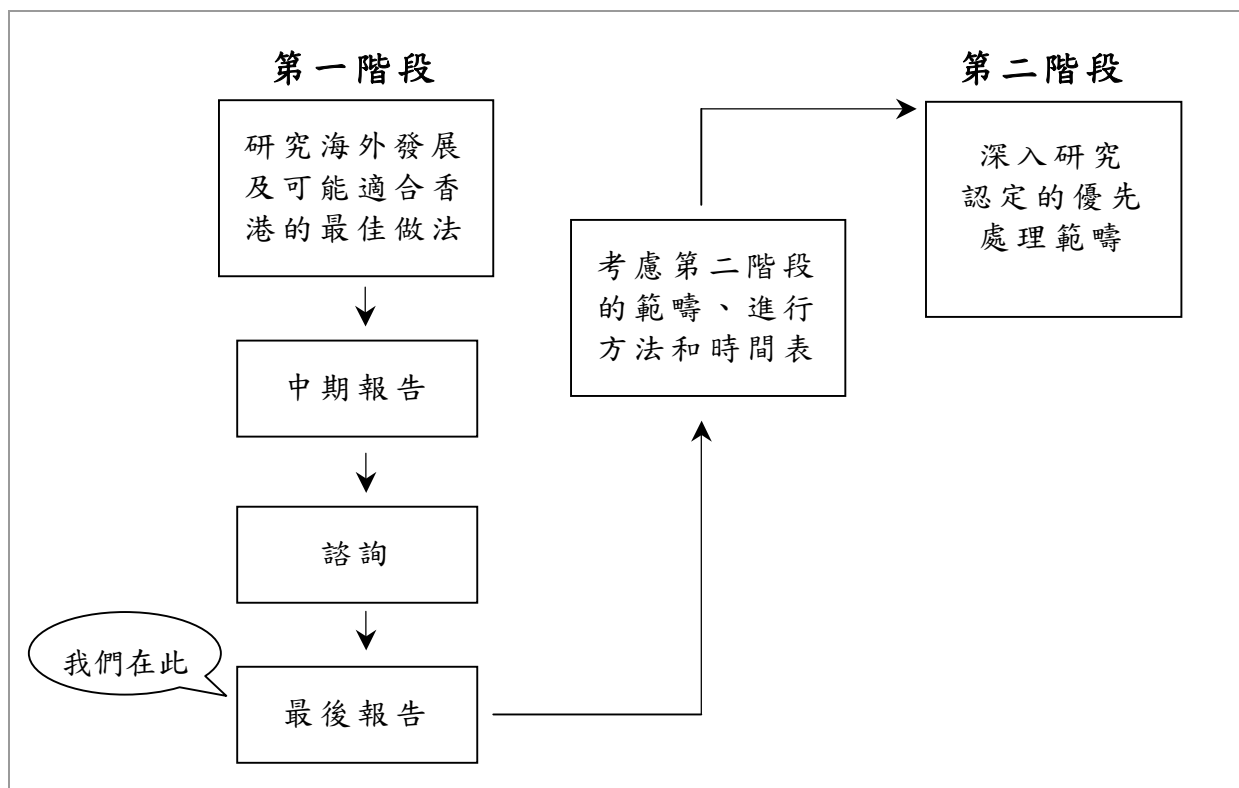 第一階段
研究海外發展
及可能適合香
港的最佳做法
中期報告
諮詢
我們在此
最後報告
考慮第二階段
的範疇、進行
方法和時間表
第二階段
深入研究
認定的優先
處理範疇